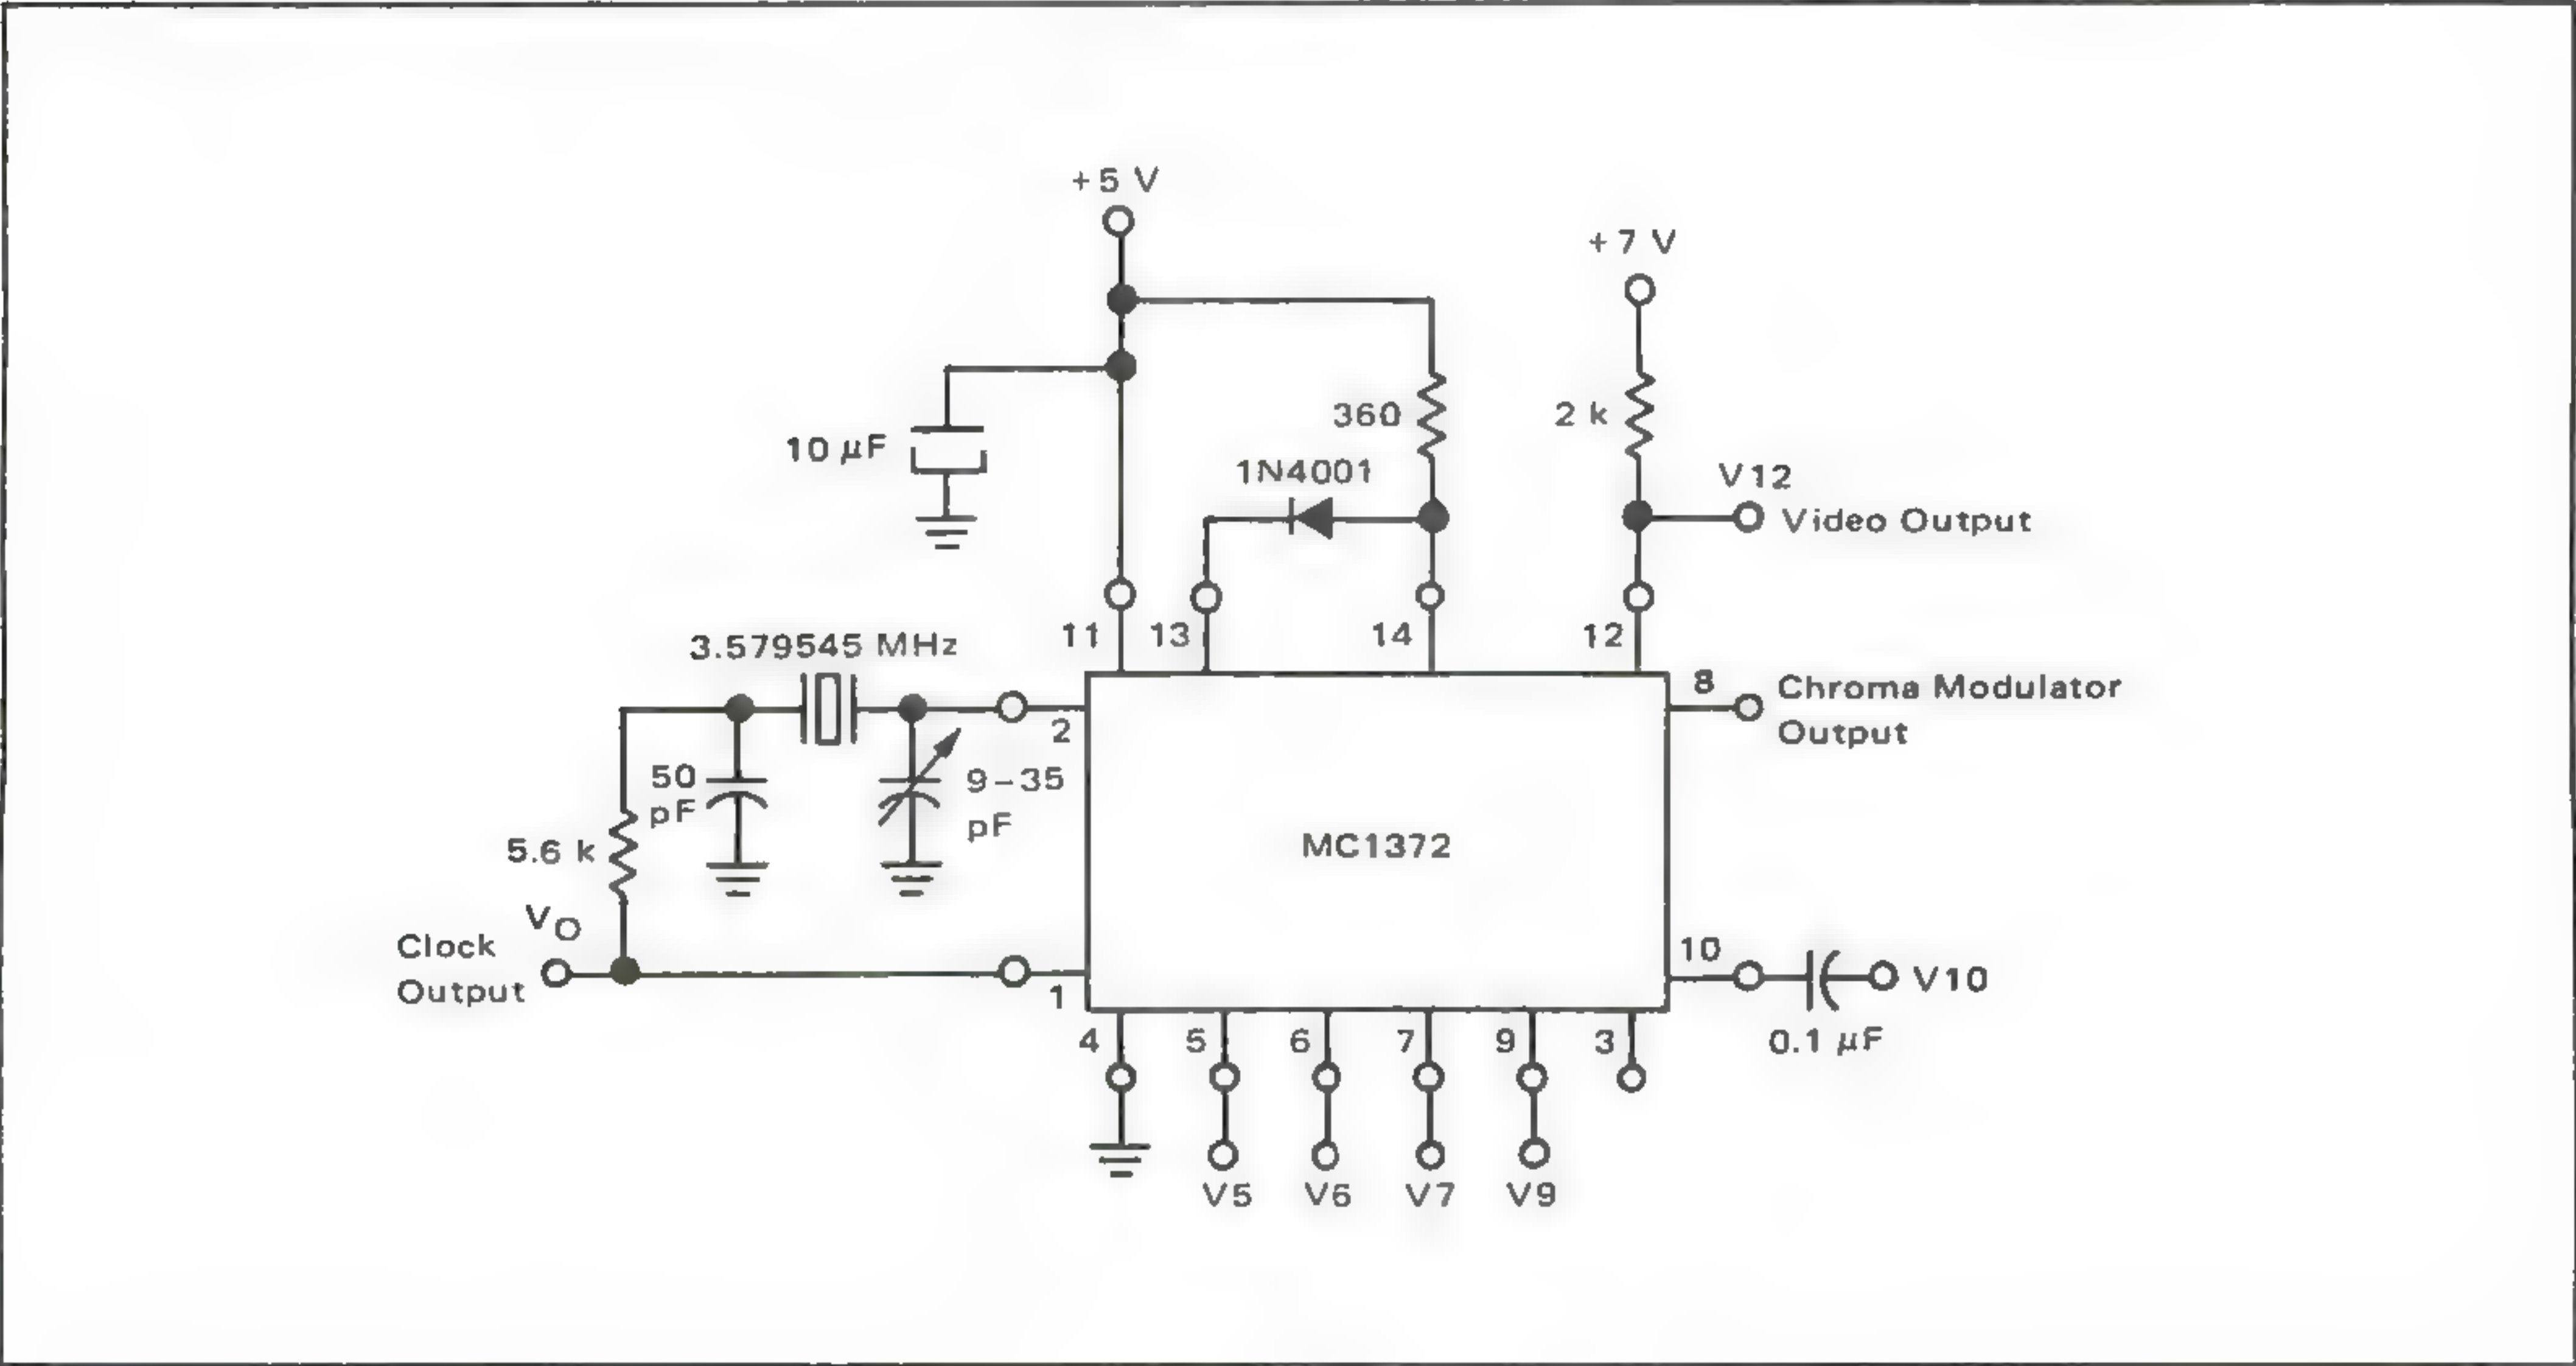 +5 V
+7 V
360
2 k
10 µF
1N4001
V12
Video Output
11
13
14
12
3.579545 MHz
8
Chroma Modulator
Output
2
50
pF
9–35
pF
5.6 k
MC1372
VO
Clock
Output
1
10
V10
0.1 µF
4
5
6
7
9
3
V5
V6
V7
V9